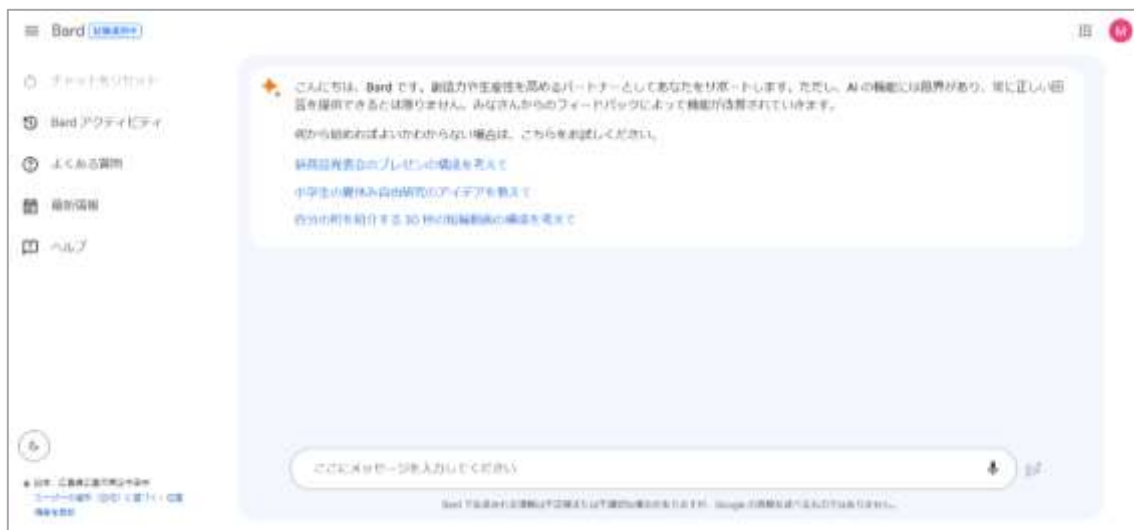 Bard 試験運用中
M
チャットをリセット
Bard アクティビティ
よくある質問
最新情報
ヘルプ
こんにちは、Bard です。創造力や生産性を高めるパートナーとしてあなたをサポートします。ただし、AI の機能には限界があり、常に正しい回
答を提供できるとは限りません。みなさんからのフィードバックによって機能が改善されていきます。
何から始めればよいかわからない場合は、こちらをお試しください。
新商品発表会のプレゼンの構成を考えて
小学生の夏休み自由研究のアイデアを教えて
自分の町を紹介する 30 秒の短編動画の構成を考えて
ここにメッセージを入力してください